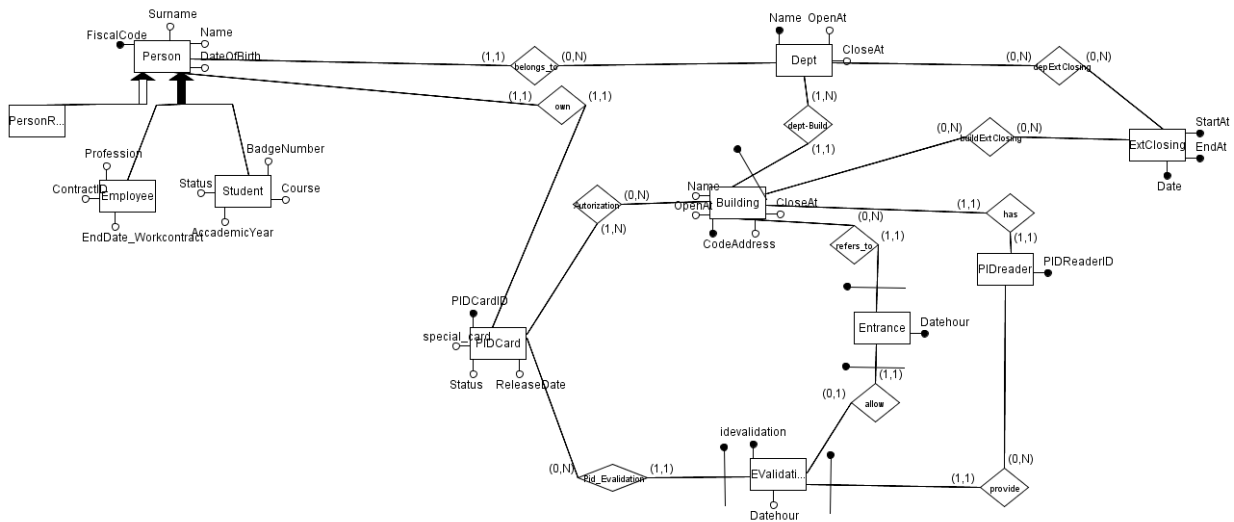 Surname
FiscalCode
Name
Person
DateOfBirth
(1,1)
belongs_to
(0,N)
Name
OpenAt
Dept
CloseAt
(0,N)
(0,N)
depExtClosing
PersonR...
(1,1)
own
(1,1)
(1,N)
dept-Build
(1,1)
(0,N)
buildExtClosing
(0,N)
StartAt
ExtClosing
EndAt
Date
Profession
ContractID
Employee
EndDate_Workcontract
BadgeNumber
Status
Student
Course
AccademicYear
Autorization
(0,N)
(1,N)
Name
OpenAt
Building
CloseAt
CodeAddress
(0,N)
refers_to
(1,1)
(1,1)
has
(1,1)
PIDreader
PIDReaderID
PIDCardID
special_card
PIDCard
Status
ReleaseDate
Entrance
Datehour
(1,1)
(0,1)
allow
idevalidation
(0,N)
Pid_Evalidation
(1,1)
EValidati...
Datehour
(1,1)
provide
(0,N)